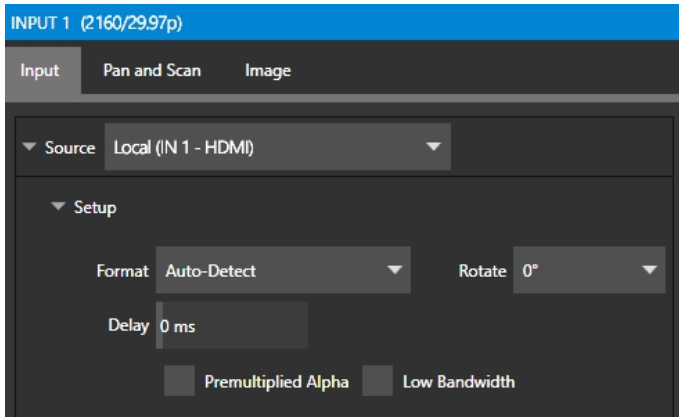 INPUT 1 (2160/29.97p)
Input Pan and Scan Image
Source Local (IN 1 - HDMI)
Setup
Format Auto-Detect Rotate 0°
Delay 0 ms
Premultiplied Alpha Low Bandwidth